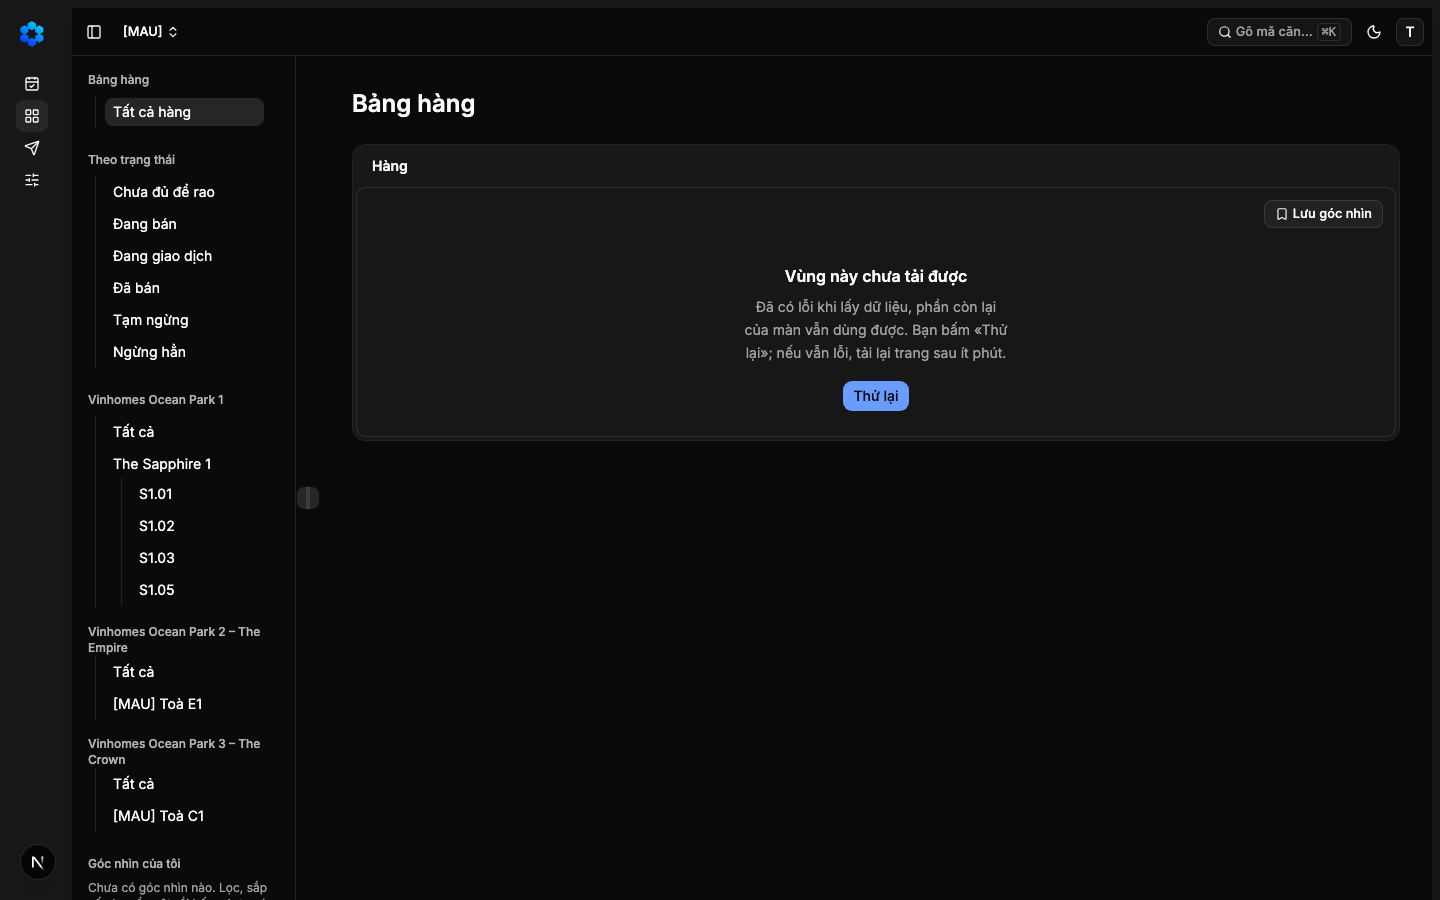 [MAU]
Gõ mã căn... ⌘K
T
Bảng hàng
Tất cả hàng
Theo trạng thái
Chưa đủ để rao
Đang bán
Đang giao dịch
Đã bán
Tạm ngừng
Ngừng hẳn
Vinhomes Ocean Park 1
Tất cả
The Sapphire 1
S1.01
S1.02
S1.03
S1.05
Vinhomes Ocean Park 2 – The
Empire
Tất cả
[MAU] Toà E1
Vinhomes Ocean Park 3 – The
Crown
Tất cả
[MAU] Toà C1
Góc nhìn của tôi
Chưa có góc nhìn nào. Lọc, sắp
N
Bảng hàng
Hàng
Lưu góc nhìn
Vùng này chưa tải được
Đã có lỗi khi lấy dữ liệu, phần còn lại
của màn vẫn dùng được. Bạn bấm «Thử
lại»; nếu vẫn lỗi, tải lại trang sau ít phút.
Thử lại